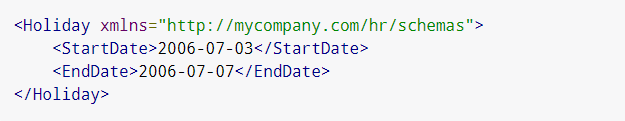 <Holiday xmlns="http://mycompany.com/hr/schemas">
    <StartDate>2006-07-03</StartDate>
    <EndDate>2006-07-07</EndDate>
</Holiday>